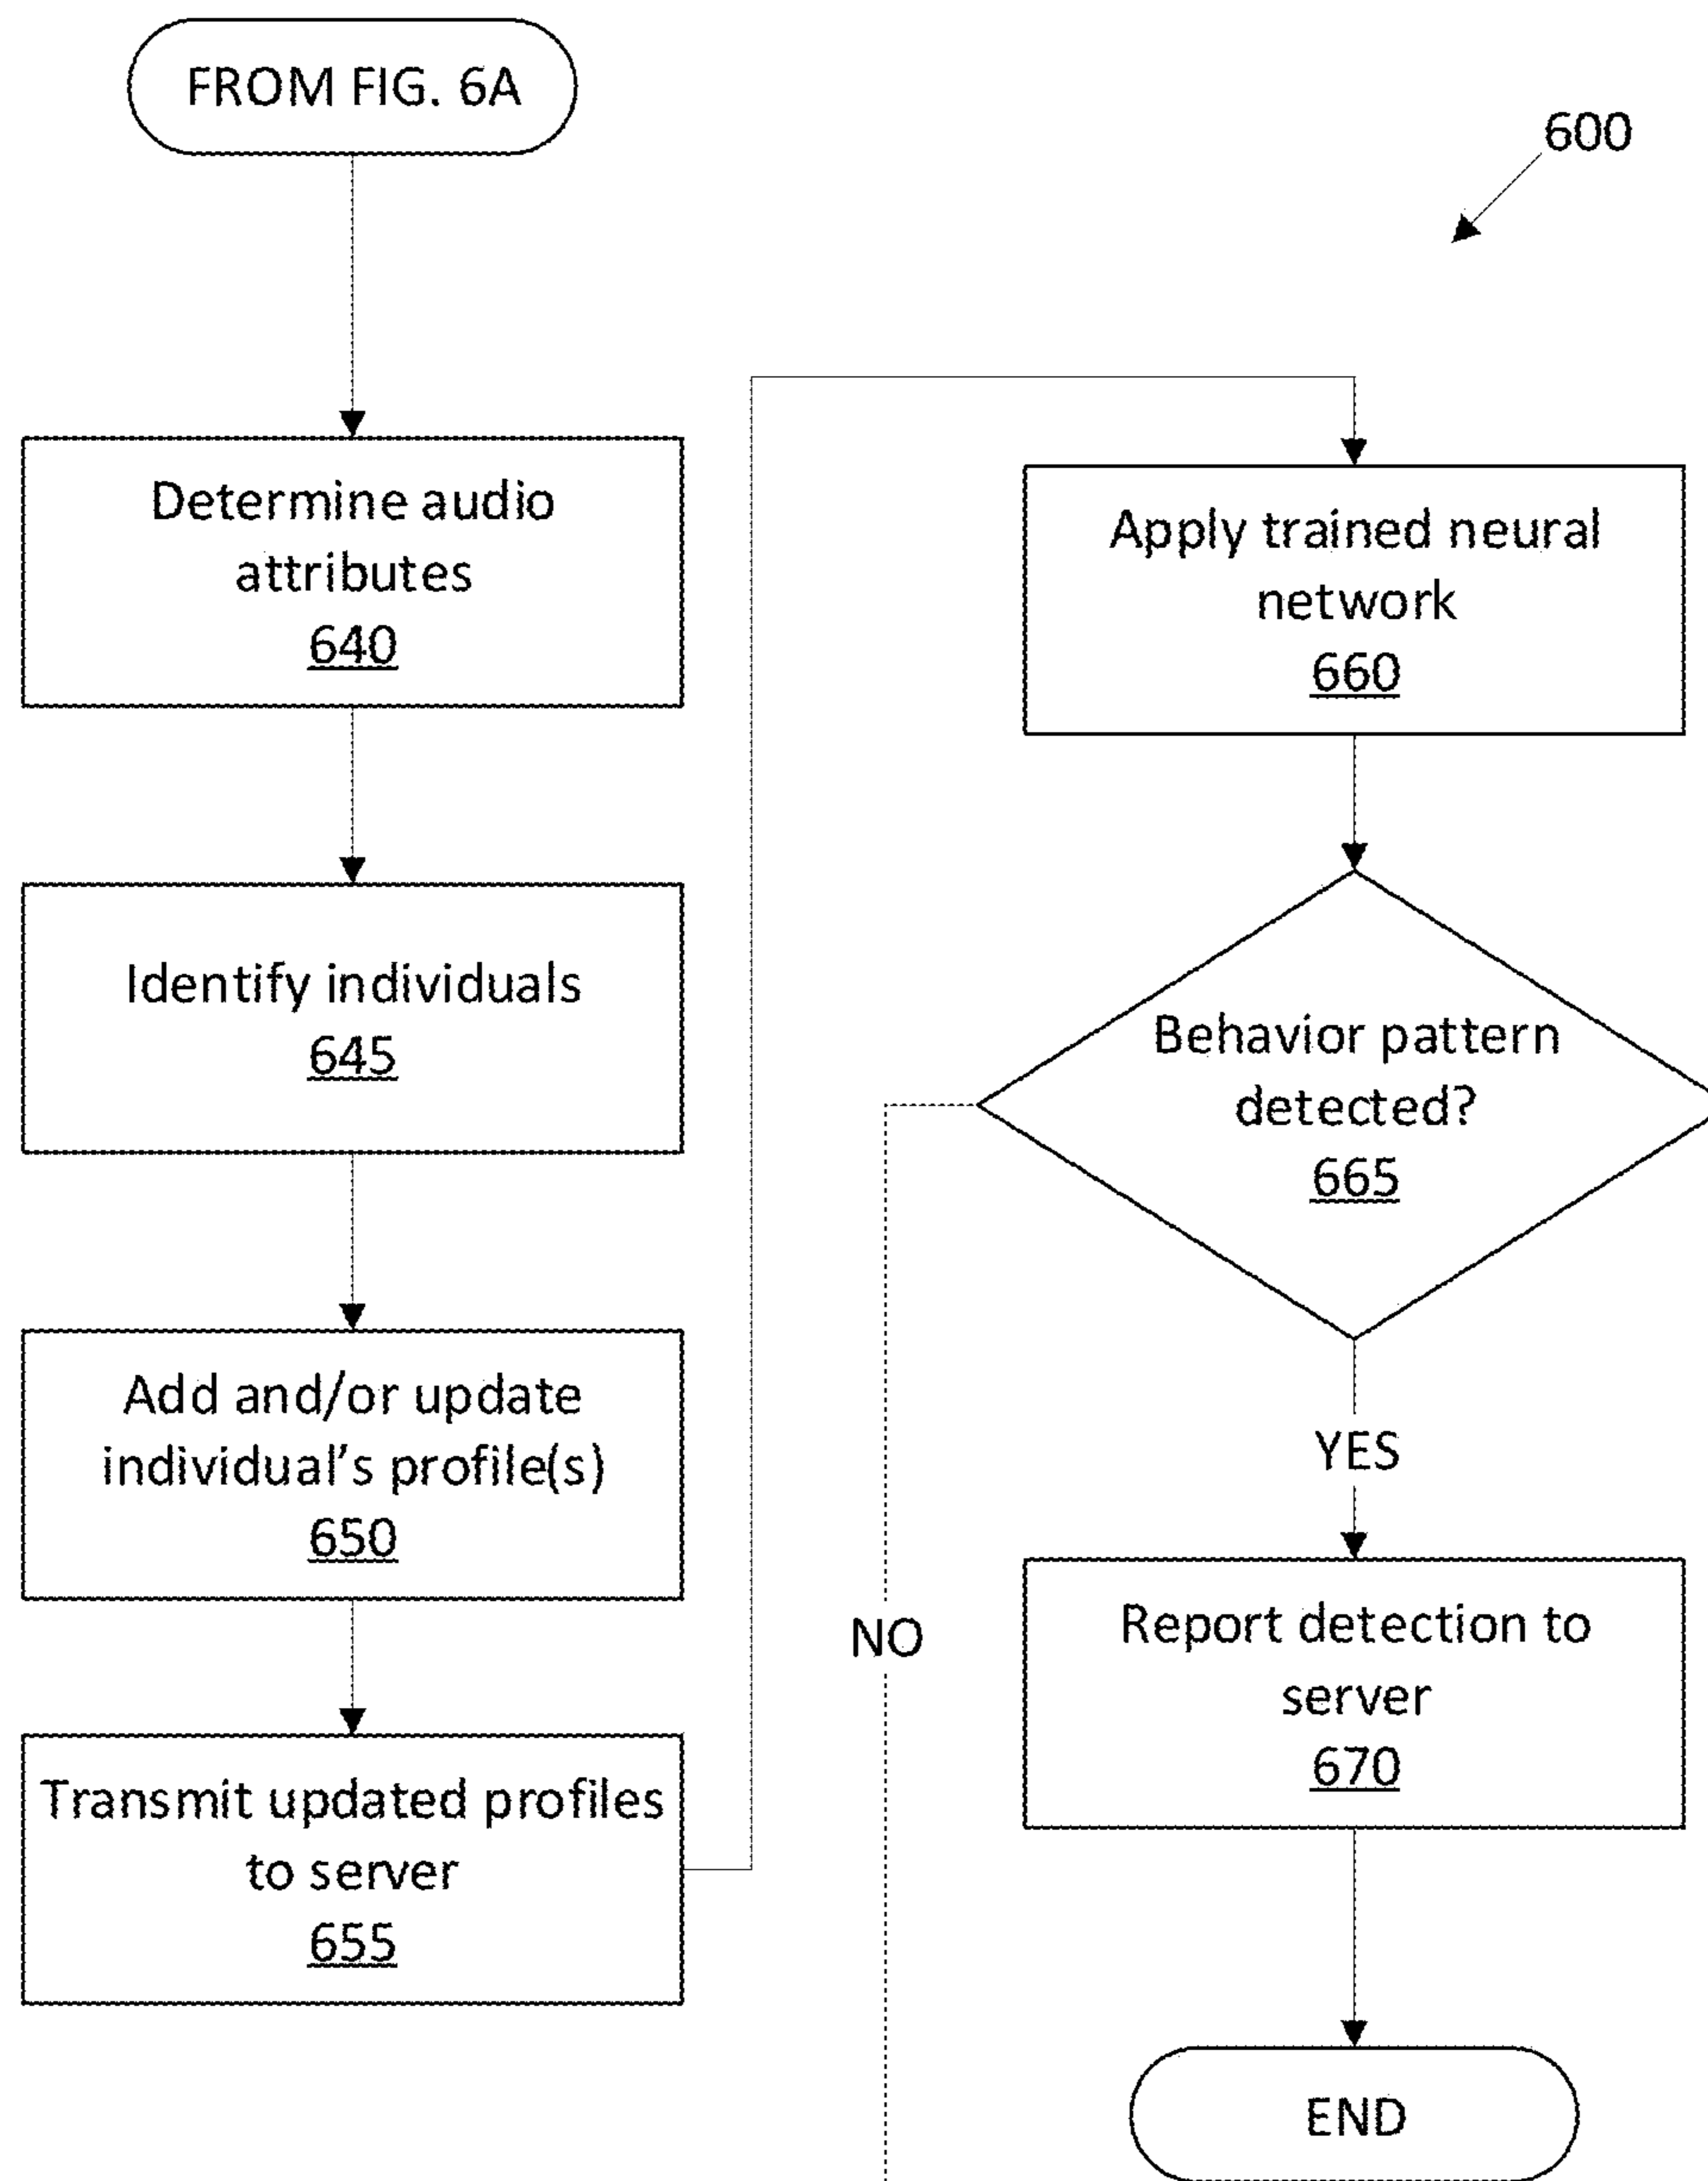 FROM FIG. 6A
600
Determine audio
attributes
640
Identify individuals
645
Add and/or update
individual's profile(s)
650
Transmit updated profiles
to server
655
Apply trained neural
network
660
Behavior pattern
detected?
665
YES
NO
Report detection to
server
670
END